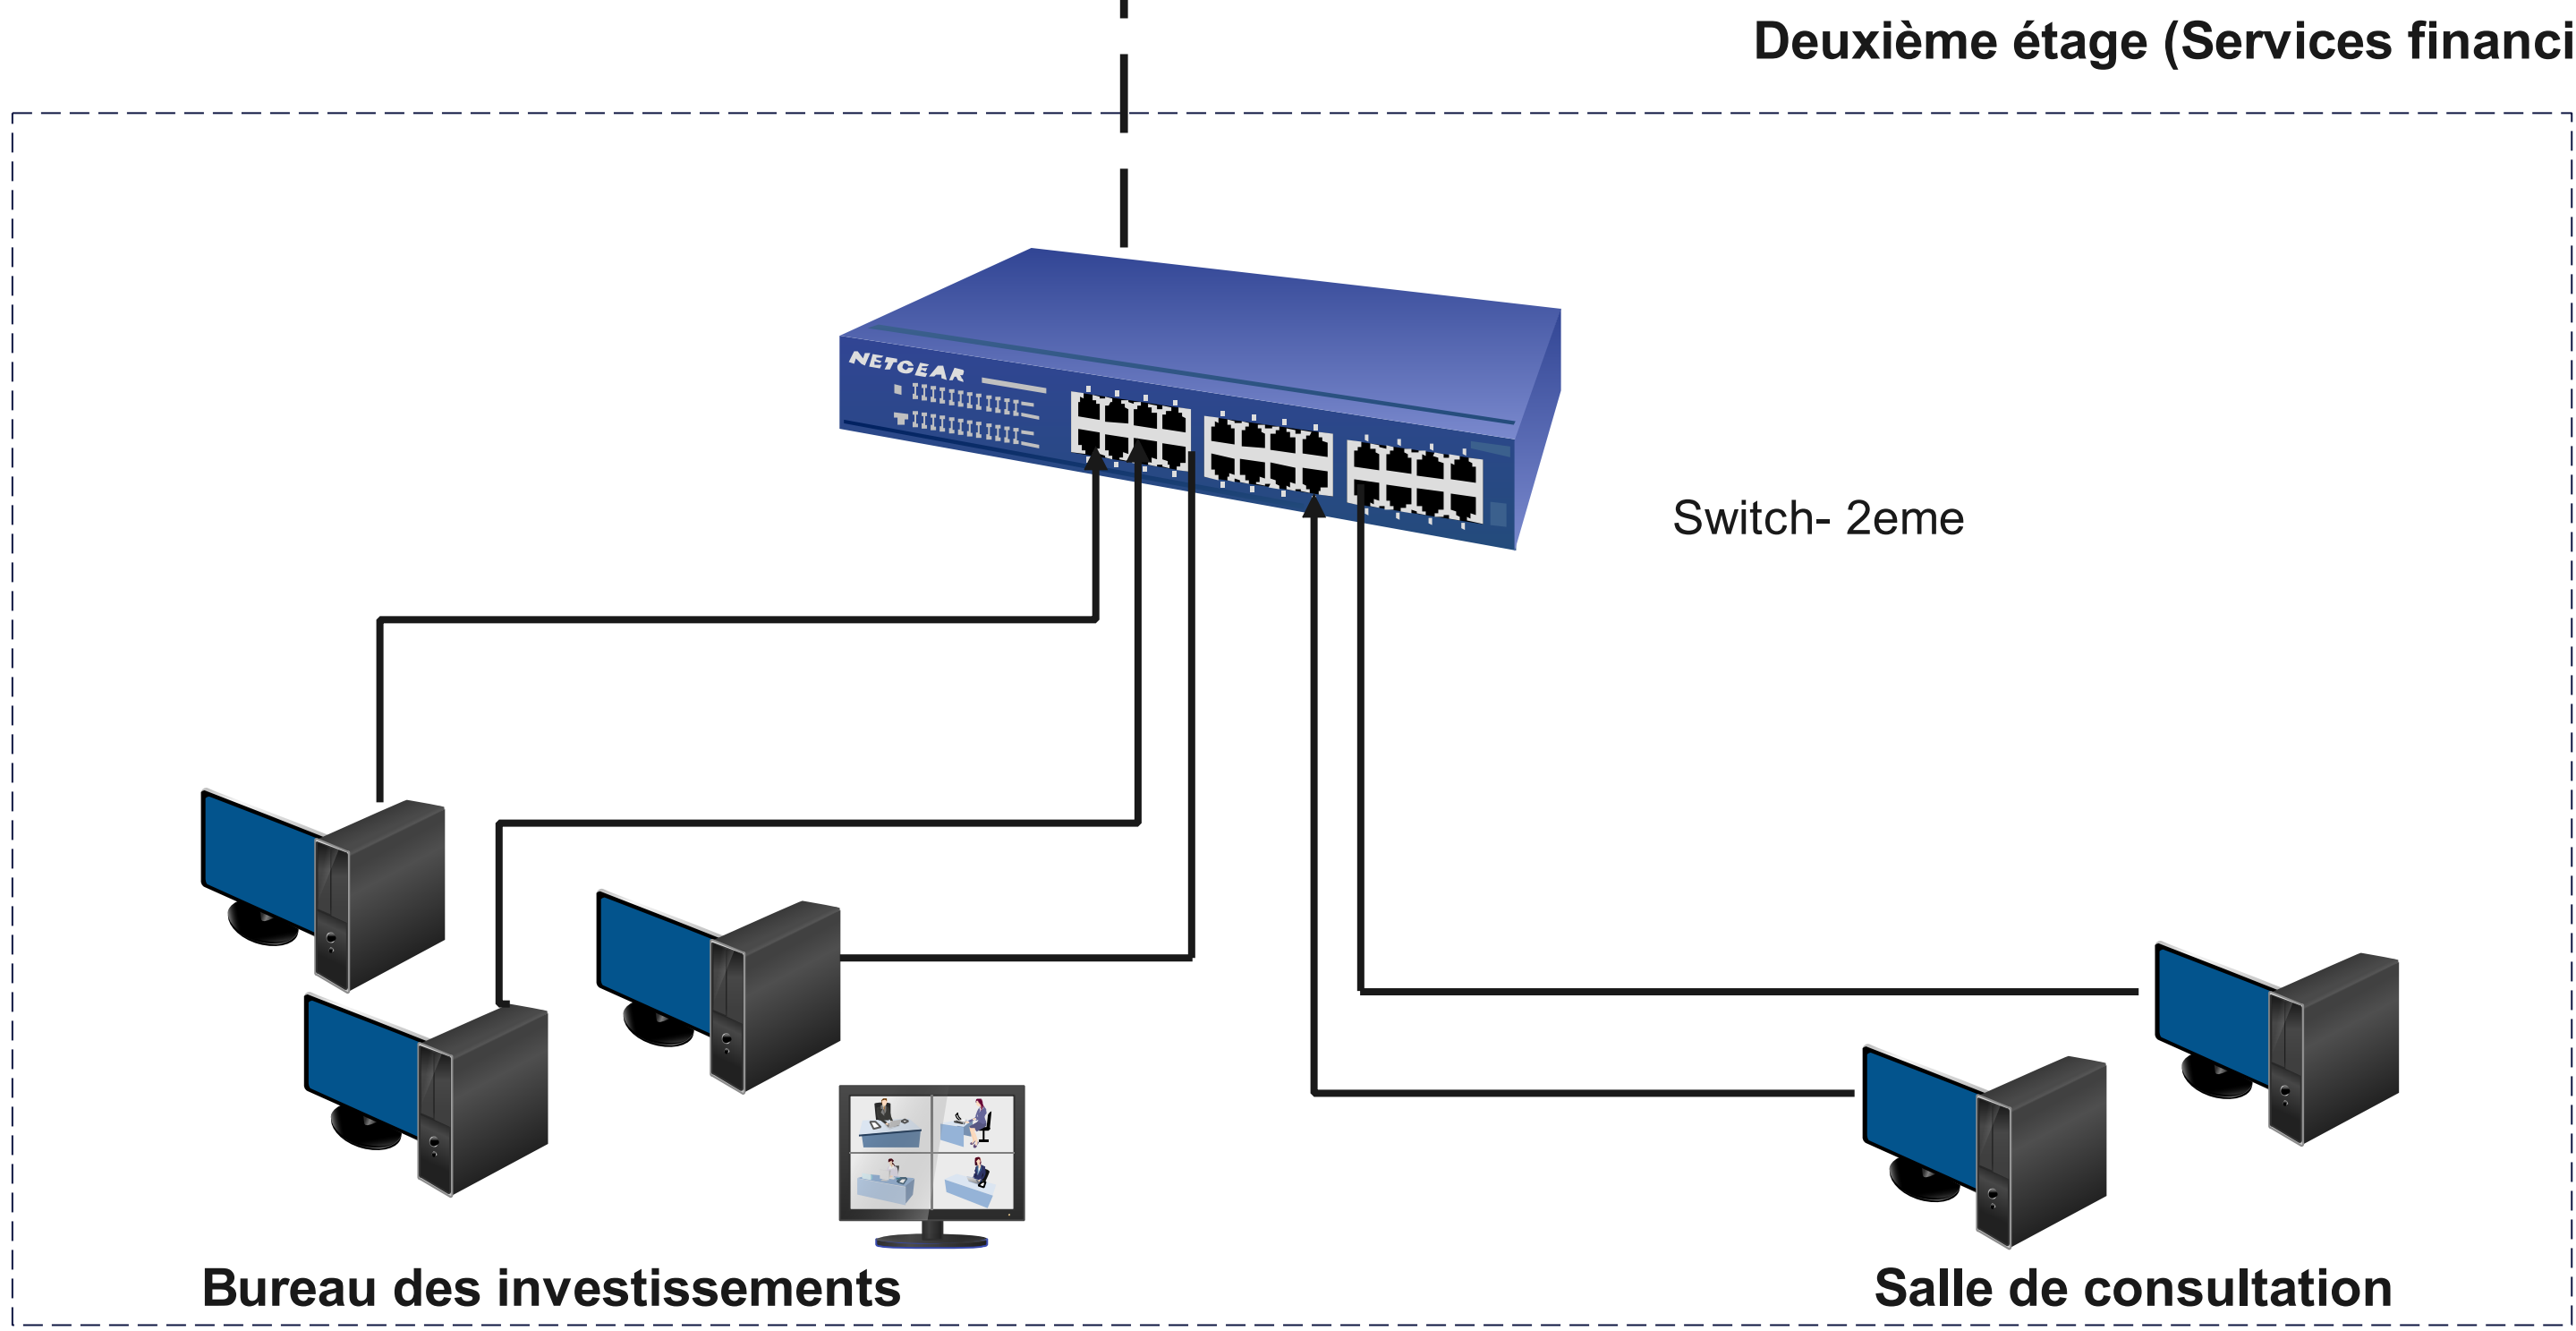 Deuxième étage (Services financi
NETGEAR
Switch- 2eme
Bureau des investissements
Salle de consultation